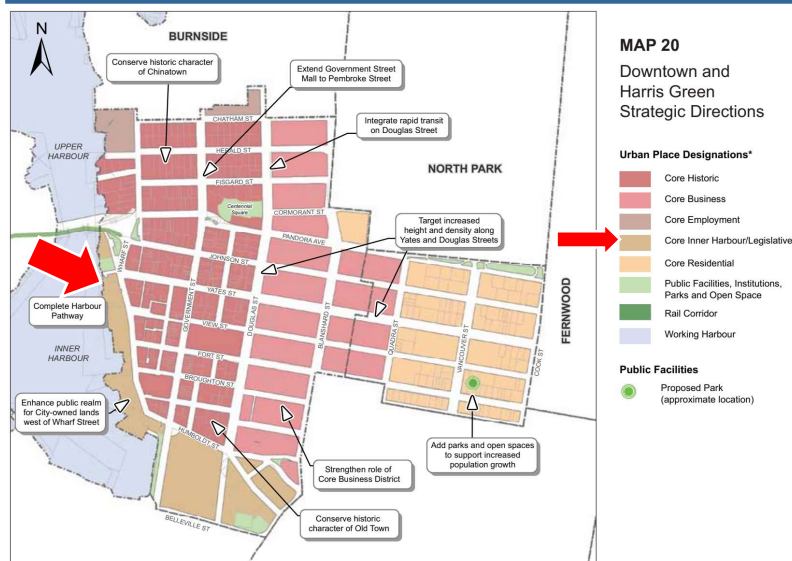 N
BURNSIDE
Conserve historic character
of Chinatown
Extend Government Street
Mall to Pembroke Street
CHATHAM ST
Integrate rapid transit
on Douglas Street
HERALD ST
UPPER
HARBOUR
FISGARD ST
NORTH PARK
Centennial
Square
CORMORANT ST
Target increased
height and density along
Yates and Douglas Streets
PANDORA AVE
WHARF ST
JOHNSON ST
Complete Harbour
Pathway
YATES ST
GOVERNMENT ST
DOUGLAS ST
BLANSHARD ST
QUADRA ST
VANCOUVER ST
COOK ST
FERNWOOD
VIEW ST
INNER
HARBOUR
FORT ST
BROUGHTON ST
Enhance public realm
for City-owned lands
west of Wharf Street
HUMBOLDT ST
Add parks and open spaces
to support increased
population growth
Strengthen role of
Core Business District
Conserve historic
character of Old Town
BELLEVILLE ST
MAP 20
Downtown and
Harris Green
Strategic Directions
Urban Place Designations*
Core Historic
Core Business
Core Employment
Core Inner Harbour/Legislative
Core Residential
Public Facilities, Institutions,
Parks and Open Space
Rail Corridor
Working Harbour
Public Facilities
Proposed Park
(approximate location)